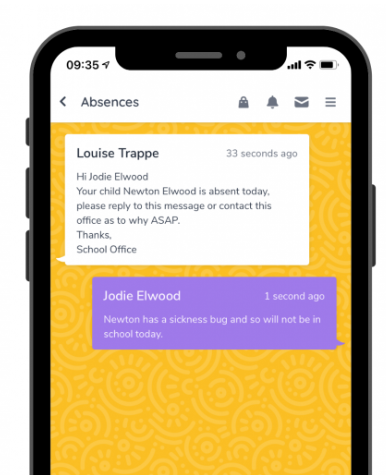 09:35
Absences
Louise Trappe 33 seconds ago
Hi Jodie Elwood
Your child Newton Elwood is absent today,
please reply to this message or contact this
office as to why ASAP.
Thanks,
School Office
Jodie Elwood 1 second ago
Newton has a sickness bug and so will not be in
school today.